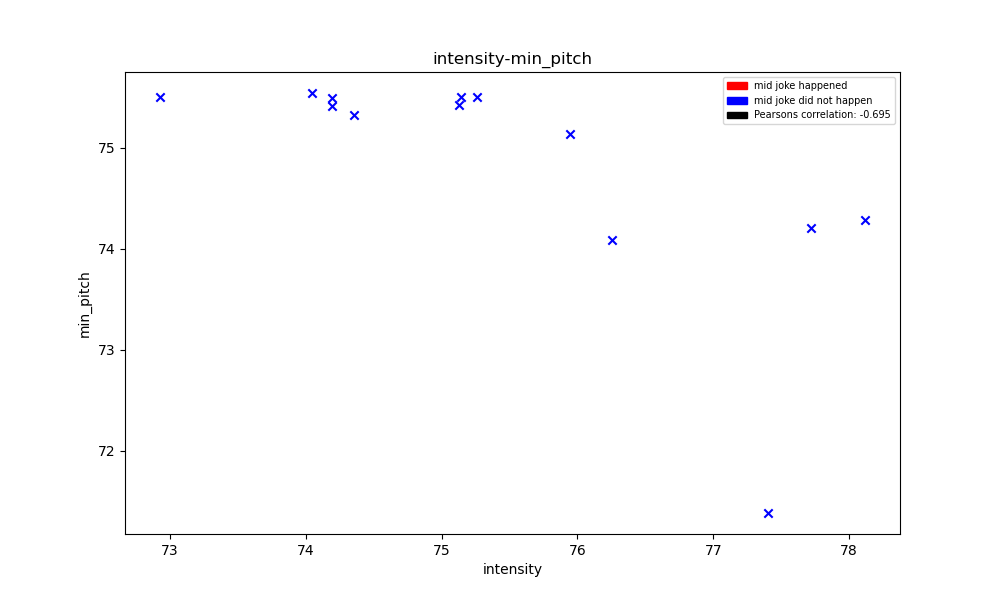 intensity-min_pitch
mid joke happened
mid joke did not happen
Pearsons correlation: -0.695
75
74
73
72
min_pitch
73 74 75 76 77 78
intensity